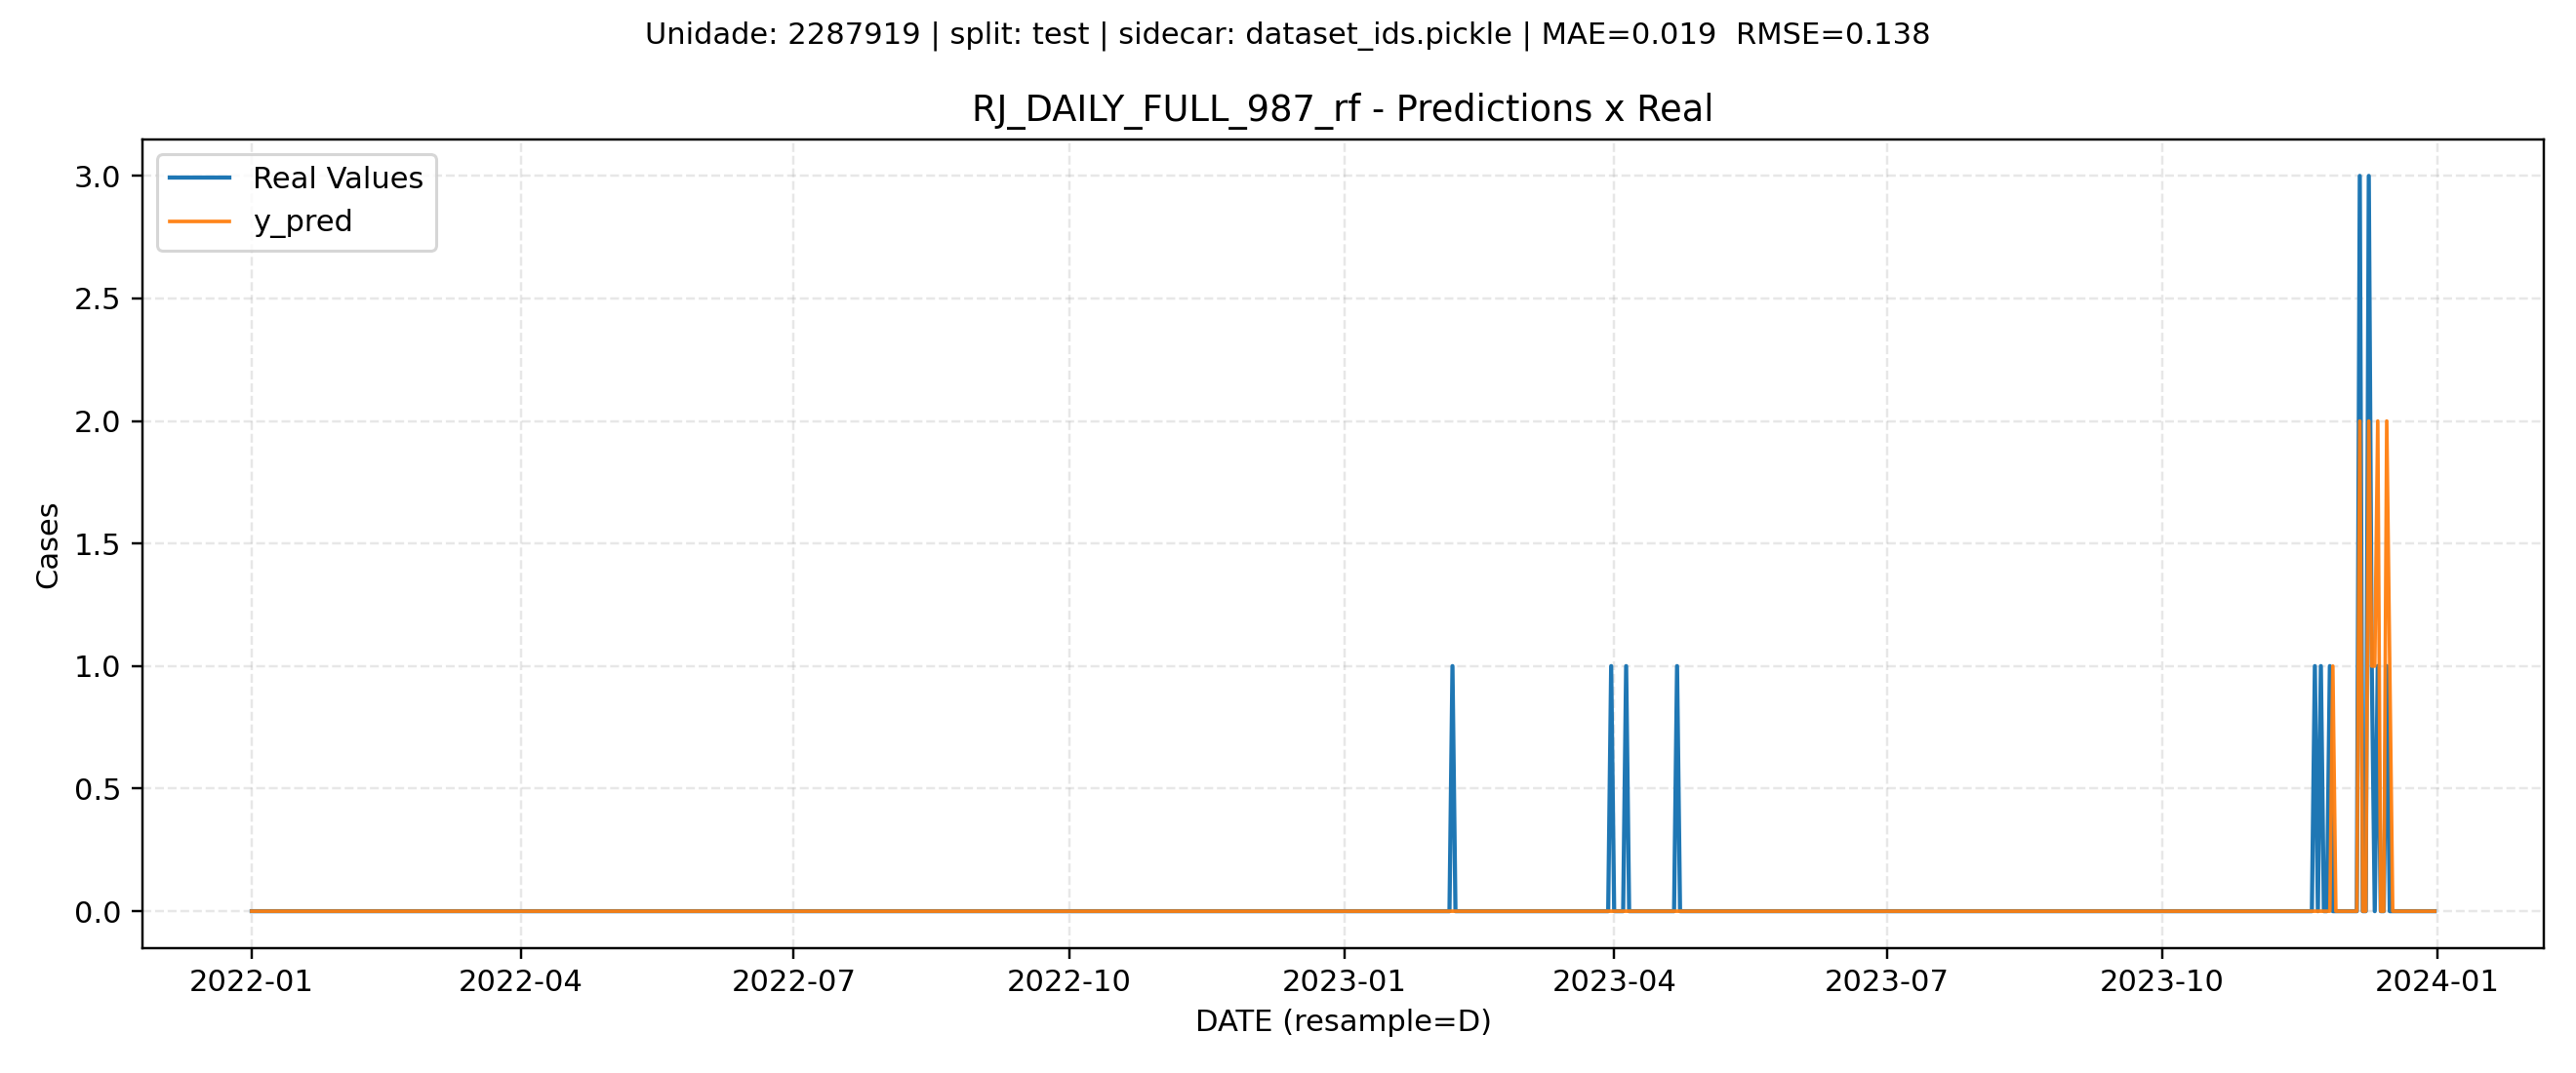 Unidade: 2287919 | split: test | sidecar: dataset_ids.pickle | MAE=0.019  RMSE=0.138
RJ_DAILY_FULL_987_rf - Predictions x Real
Real Values
y_pred
3.0
2.5
2.0
1.5
1.0
0.5
0.0
Cases
2022-01 2022-04 2022-07 2022-10 2023-01 2023-04 2023-07 2023-10 2024-01
DATE (resample=D)